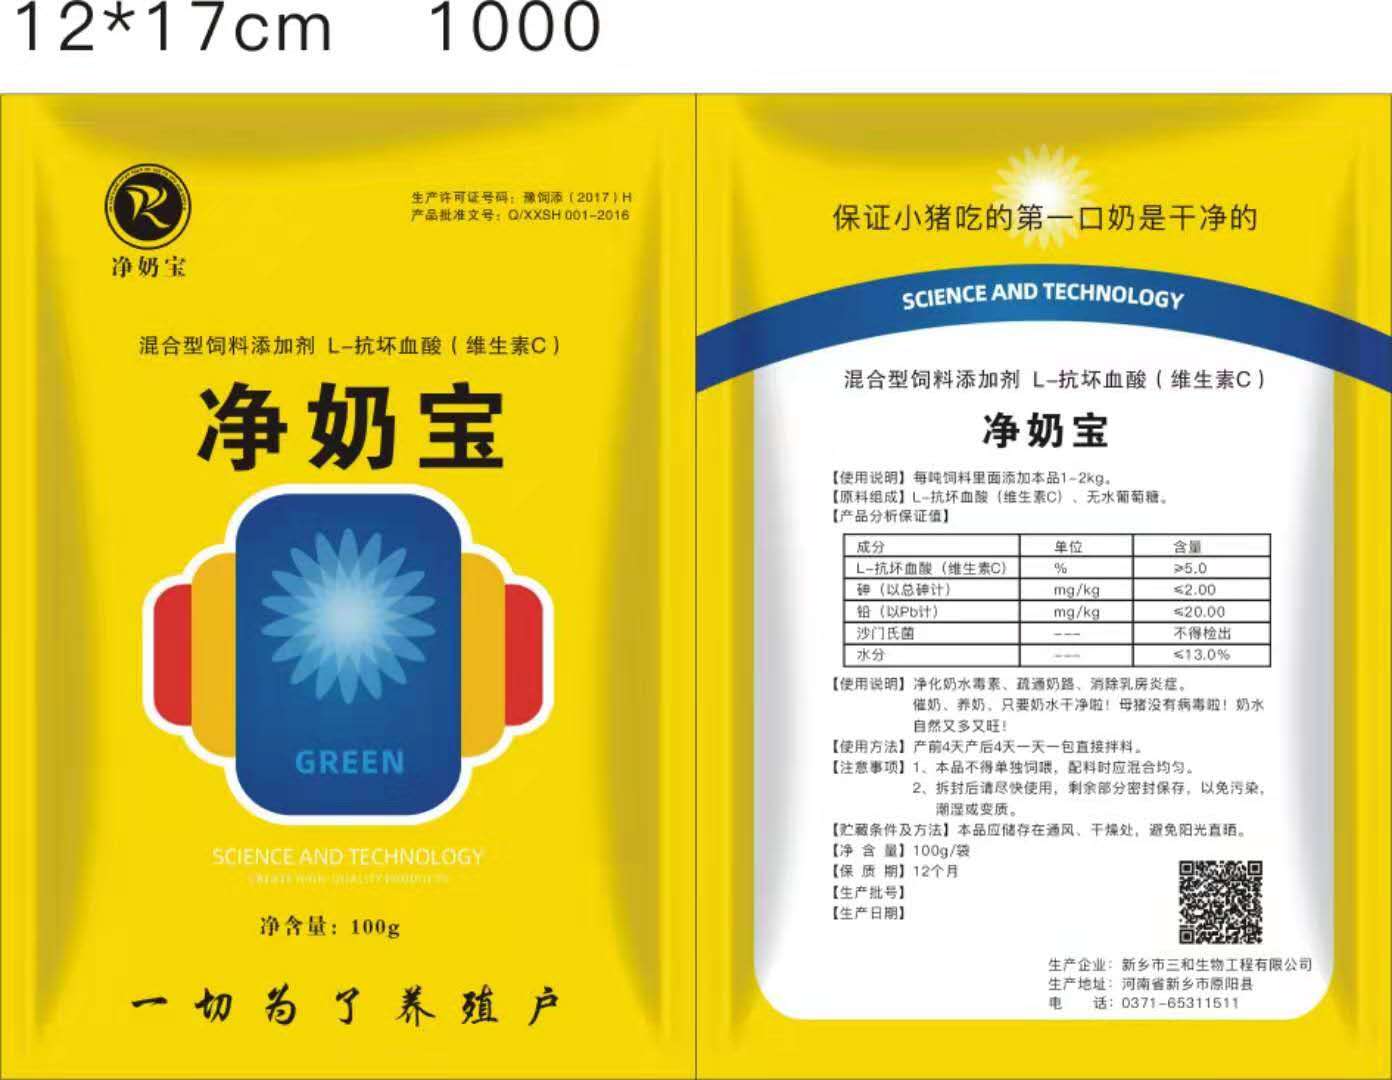 12*17cm 1000
净奶宝
生产许可证号码：豫饲添（2017）H
产品批准文号：Q/XXSH 001-2016
混合型饲料添加剂 L-抗坏血酸（维生素C）
净奶宝
GREEN
SCIENCE AND TECHNOLOGY
CREATE HIGH-QUALITY PRODUCTS
净含量：100g
一切为了养殖户
保证小猪吃的第一口奶是干净的
SCIENCE AND TECHNOLOGY
混合型饲料添加剂 L-抗坏血酸（维生素C）
净奶宝
【使用说明】每吨饲料里面添加本品1-2kg。
【原料组成】L-抗坏血酸（维生素C）、无水葡萄糖。
【产品分析保证值】
成分 单位 含量
L-抗坏血酸（维生素C） % ≥5.0
砷（以总砷计） mg/kg ≤2.00
铅（以Pb计） mg/kg ≤20.00
沙门氏菌 --- 不得检出
水分 --- ≤13.0%
【使用说明】净化奶水毒素、疏通奶路、消除乳房炎症。
催奶、养奶、只要奶水干净啦！母猪没有病毒啦！奶水
自然又多又旺！
【使用方法】产前4天产后4天一天一包直接拌料。
【注意事项】1、本品不得单独饲喂，配料时应混合均匀。
2、拆封后请尽快使用，剩余部分密封保存，以免污染，
潮湿或变质。
【贮藏条件及方法】本品应储存在通风、干燥处，避免阳光直晒。
【净 含 量】100g/袋
【保 质 期】12个月
【生产批号】
【生产日期】
生产企业：新乡市三和生物工程有限公司
生产地址：河南省新乡市原阳县
电 话：0371-65311511